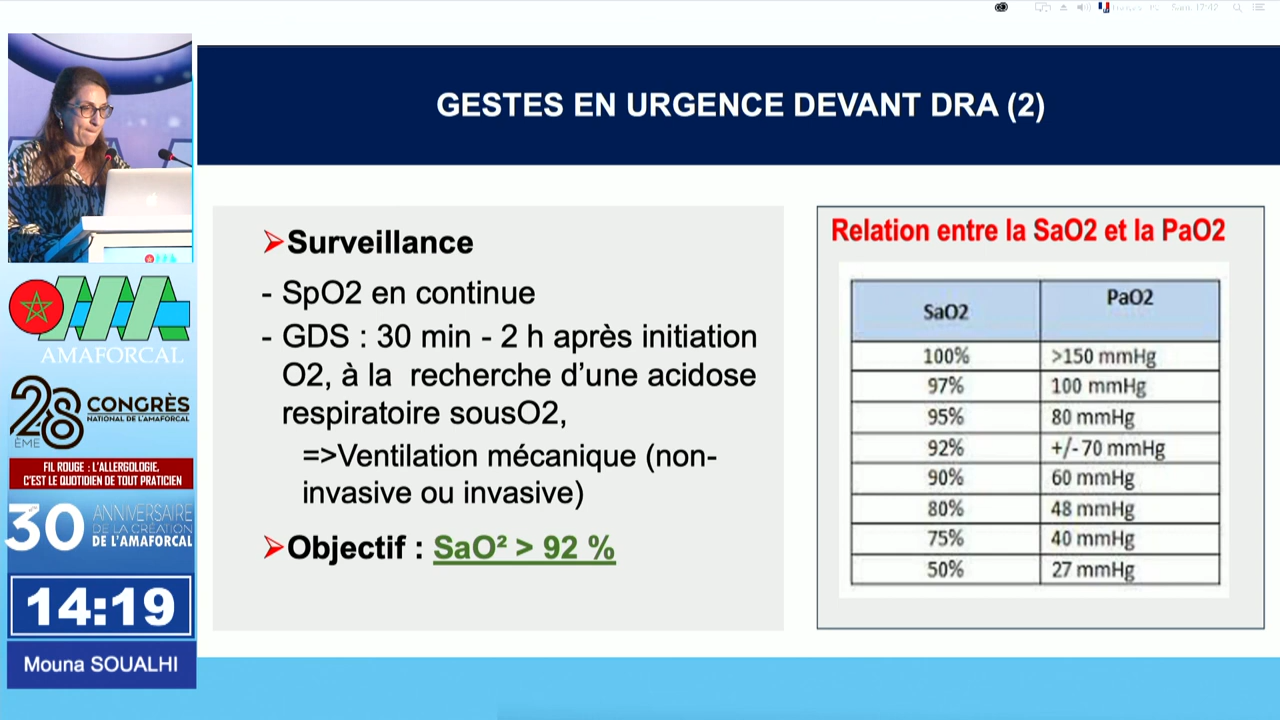 GESTES EN URGENCE DEVANT DRA (2)
➢Surveillance
- SpO2 en continue
- GDS : 30 min - 2 h après initiation
O2, à la recherche d’une acidose
respiratoire sousO2,
=>Ventilation mécanique (non-
invasive ou invasive)
➢Objectif : SaO² > 92 %
Relation entre la SaO2 et la PaO2
SaO2 PaO2
100% >150 mmHg
97% 100 mmHg
95% 80 mmHg
92% +/-70 mmHg
90% 60 mmHg
80% 48 mmHg
75% 40 mmHg
50% 27 mmHg
AMAFORCAL
28 ÈME CONGRÈS
NATIONAL DE L'AMAFORCAL
FIL ROUGE : L'ALLERGOLOGIE,
C'EST LE QUOTIDIEN DE TOUT PRATICIEN
30 ANNIVERSAIRE
DE LA CRÉATION
DE L'AMAFORCAL
14:19
Mouna SOUALHI